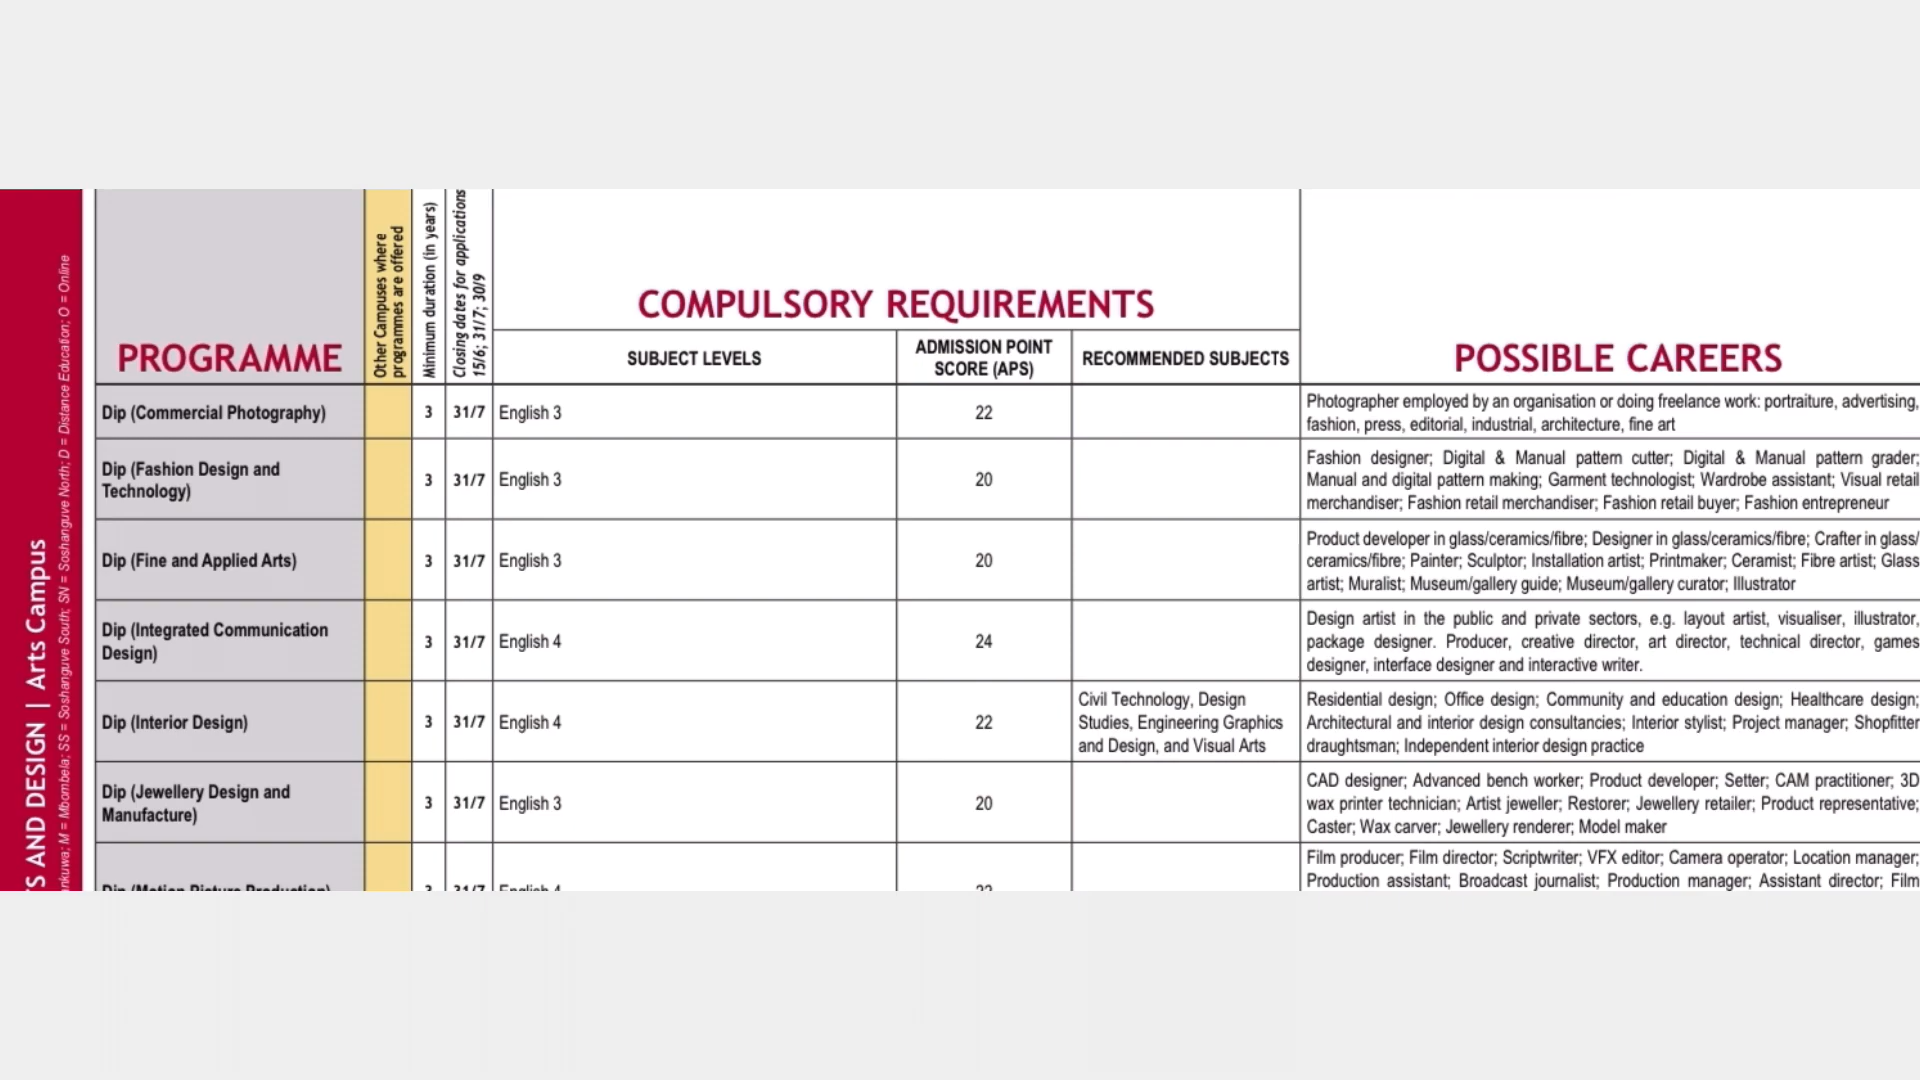 TS AND DESIGN | Arts Campus
ankuwa; M = Mbombela; SS = Soshanguve South; SN = Soshanguve North; D = Distance Education; O = Online
PROGRAMME
Other Campuses where
programmes are offered
Minimum duration (in years)
Closing dates for applications
15/6; 31/7; 30/9
COMPULSORY REQUIREMENTS
SUBJECT LEVELS
ADMISSION POINT
SCORE (APS)
RECOMMENDED SUBJECTS
POSSIBLE CAREERS
Dip (Commercial Photography)
3
31/7
English 3
22
Photographer employed by an organisation or doing freelance work: portraiture, advertising,
fashion, press, editorial, industrial, architecture, fine art
Dip (Fashion Design and
Technology)
3
31/7
English 3
20
Fashion designer; Digital & Manual pattern cutter; Digital & Manual pattern grader;
Manual and digital pattern making; Garment technologist; Wardrobe assistant; Visual retail
merchandiser; Fashion retail merchandiser; Fashion retail buyer; Fashion entrepreneur
Dip (Fine and Applied Arts)
3
31/7
English 3
20
Product developer in glass/ceramics/fibre; Designer in glass/ceramics/fibre; Crafter in glass/
ceramics/fibre; Painter; Sculptor; Installation artist; Printmaker; Ceramist; Fibre artist; Glass
artist; Muralist; Museum/gallery guide; Museum/gallery curator; Illustrator
Dip (Integrated Communication
Design)
3
31/7
English 4
24
Design artist in the public and private sectors, e.g. layout artist, visualiser, illustrator,
package designer. Producer, creative director, art director, technical director, games
designer, interface designer and interactive writer.
Dip (Interior Design)
3
31/7
English 4
22
Civil Technology, Design
Studies, Engineering Graphics
and Design, and Visual Arts
Residential design; Office design; Community and education design; Healthcare design;
Architectural and interior design consultancies; Interior stylist; Project manager; Shopfitter
draughtsman; Independent interior design practice
Dip (Jewellery Design and
Manufacture)
3
31/7
English 3
20
CAD designer; Advanced bench worker; Product developer; Setter; CAM practitioner; 3D
wax printer technician; Artist jeweller; Restorer; Jewellery retailer; Product representative;
Caster; Wax carver; Jewellery renderer; Model maker
Dip (Motion Picture Production)
3
31/7
English 4
22
Film producer; Film director; Scriptwriter; VFX editor; Camera operator; Location manager;
Production assistant; Broadcast journalist; Production manager; Assistant director; Film